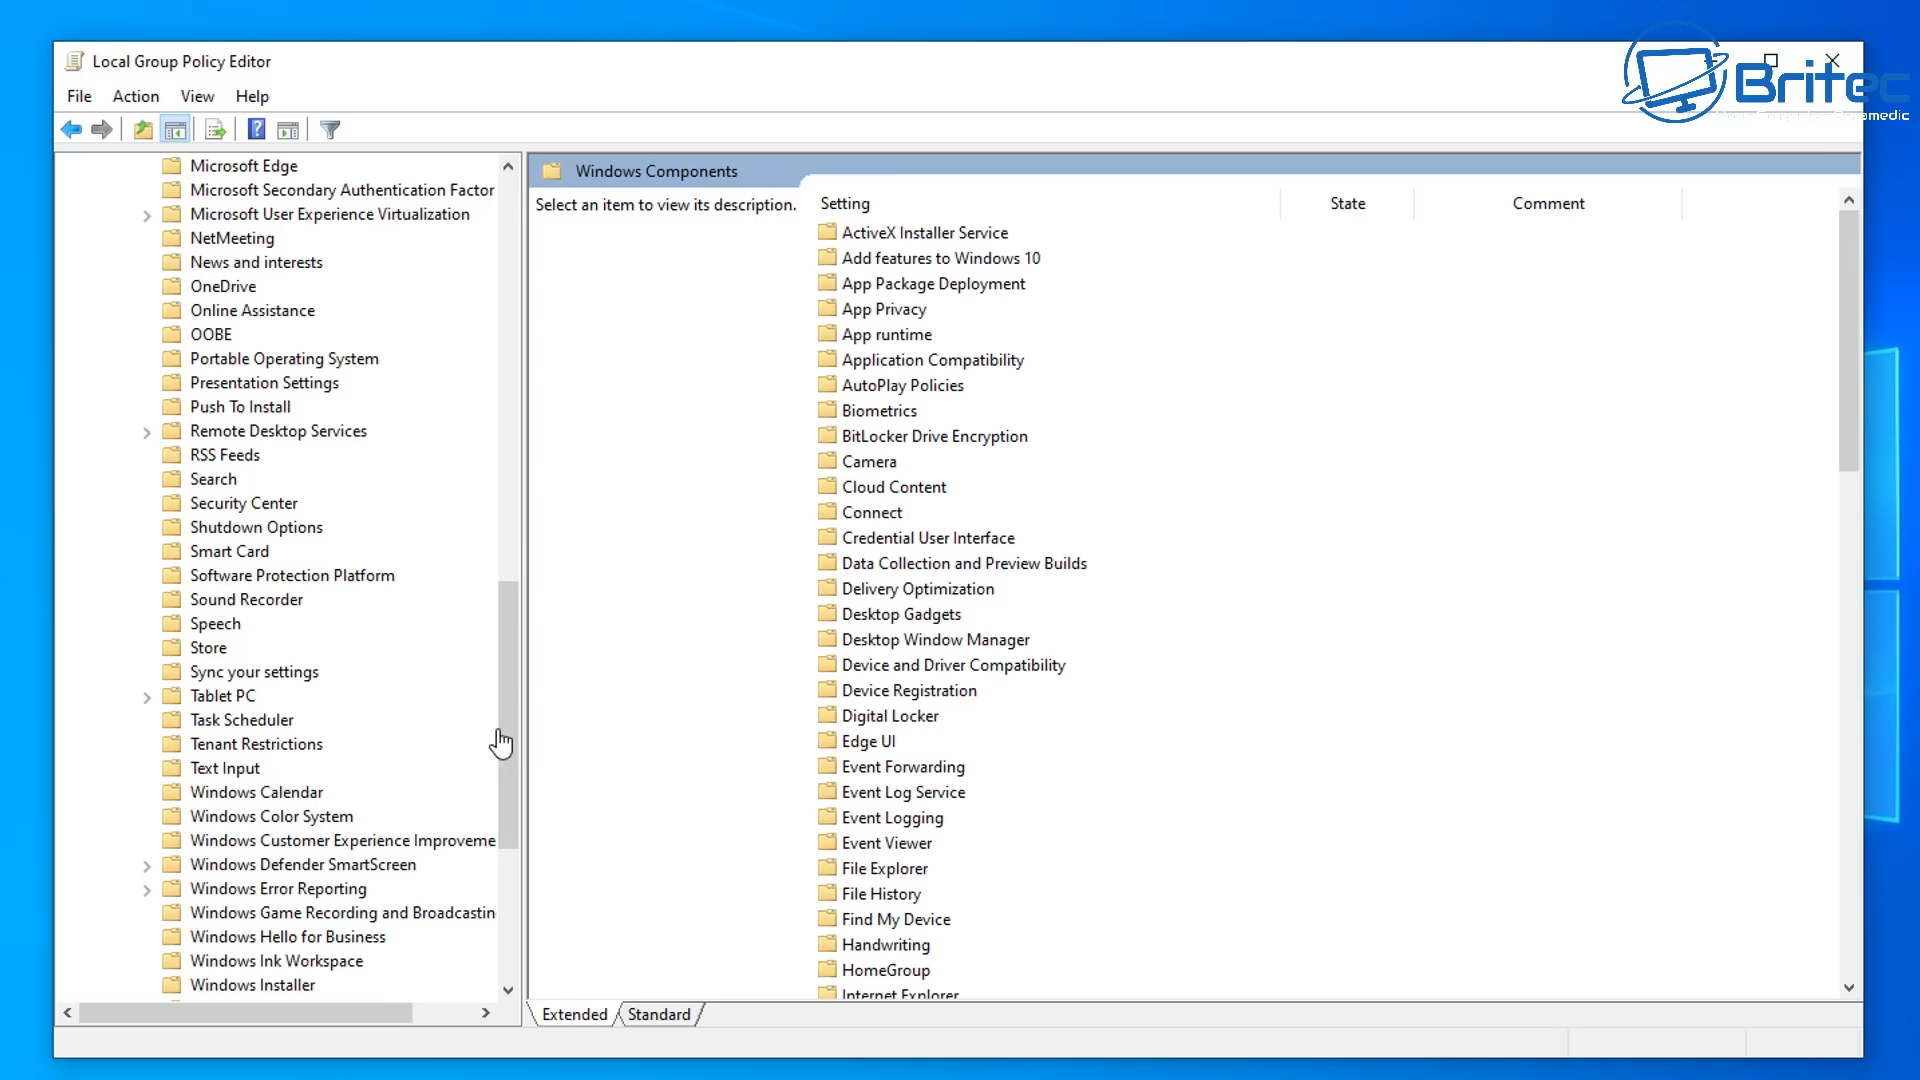 Local Group Policy Editor
Britec
File Action View Help
Microsoft Edge
Microsoft Secondary Authentication Factor
Microsoft User Experience Virtualization
NetMeeting
News and interests
OneDrive
Online Assistance
OOBE
Portable Operating System
Presentation Settings
Push To Install
Remote Desktop Services
RSS Feeds
Search
Security Center
Shutdown Options
Smart Card
Software Protection Platform
Sound Recorder
Speech
Store
Sync your settings
Tablet PC
Task Scheduler
Tenant Restrictions
Text Input
Windows Calendar
Windows Color System
Windows Customer Experience Improveme
Windows Defender SmartScreen
Windows Error Reporting
Windows Game Recording and Broadcastin
Windows Hello for Business
Windows Ink Workspace
Windows Installer
Windows Components
Select an item to view its description.
Setting State Comment
ActiveX Installer Service
Add features to Windows 10
App Package Deployment
App Privacy
App runtime
Application Compatibility
AutoPlay Policies
Biometrics
BitLocker Drive Encryption
Camera
Cloud Content
Connect
Credential User Interface
Data Collection and Preview Builds
Delivery Optimization
Desktop Gadgets
Desktop Window Manager
Device and Driver Compatibility
Device Registration
Digital Locker
Edge UI
Event Forwarding
Event Log Service
Event Logging
Event Viewer
File Explorer
File History
Find My Device
Handwriting
HomeGroup
Internet Explorer
Extended Standard